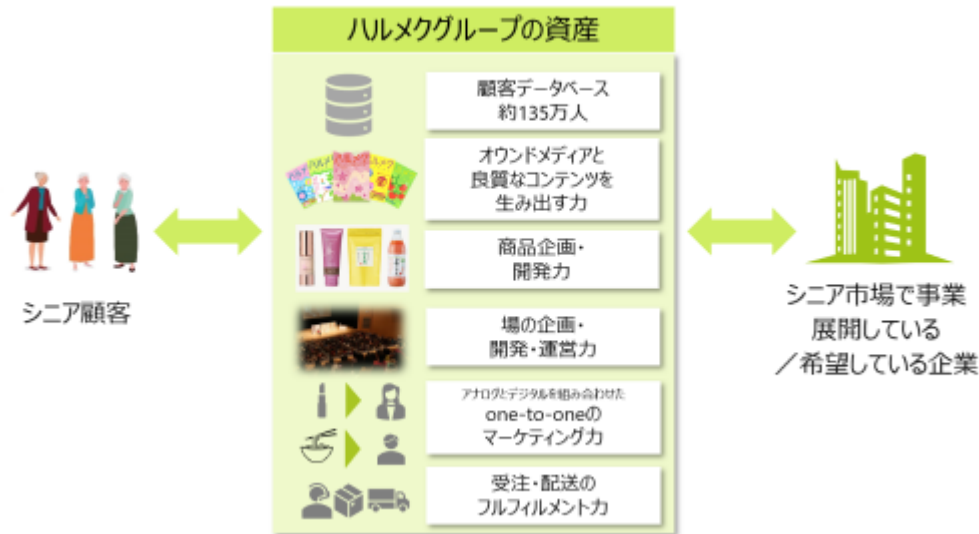 ハルメクグループの資産
顧客データベース
約135万人
オウンドメディアと
良質なコンテンツを
生み出す力
商品企画・
開発力
場の企画・
開発・運営力
アナログとデジタルを組み合わせた
one-to-oneの
マーケティング力
受注・配送の
フルフィルメント力
シニア顧客
シニア市場で事業
展開している
／希望している企業
ハルメク